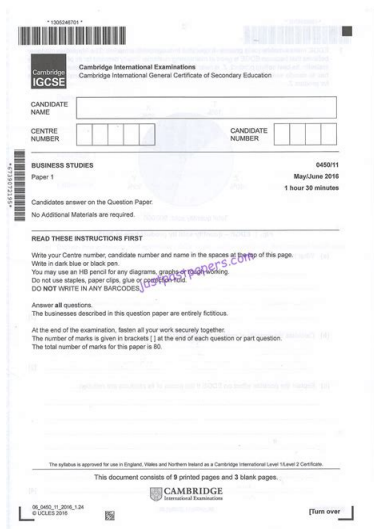 * 1306246701 *
Cambridge
IGCSE
Cambridge International Examinations
Cambridge International General Certificate of Secondary Education
CANDIDATE
NAME
CENTRE
NUMBER
CANDIDATE
NUMBER
BUSINESS STUDIES
0450/11
Paper 1
May/June 2016
1 hour 30 minutes
Candidates answer on the Question Paper.
No Additional Materials are required.
READ THESE INSTRUCTIONS FIRST
Write your Centre number, candidate number and name in the spaces at the top of this page.
Write in dark blue or black pen.
You may use an HB pencil for any diagrams, graphs or rough working.
Do not use staples, paper clips, glue or correction fluid.
DO NOT WRITE IN ANY BARCODES.
justpastpapers.com
Answer all questions.
The businesses described in this question paper are entirely fictitious.
At the end of the examination, fasten all your work securely together.
The number of marks is given in brackets [ ] at the end of each question or part question.
The total number of marks for this paper is 80.
The syllabus is approved for use in England, Wales and Northern Ireland as a Cambridge International Level 1/Level 2 Certificate.
This document consists of 9 printed pages and 3 blank pages.
CAMBRIDGE
International Examinations
06_0450_11_2016_1.24
© UCLES 2016
[Turn over